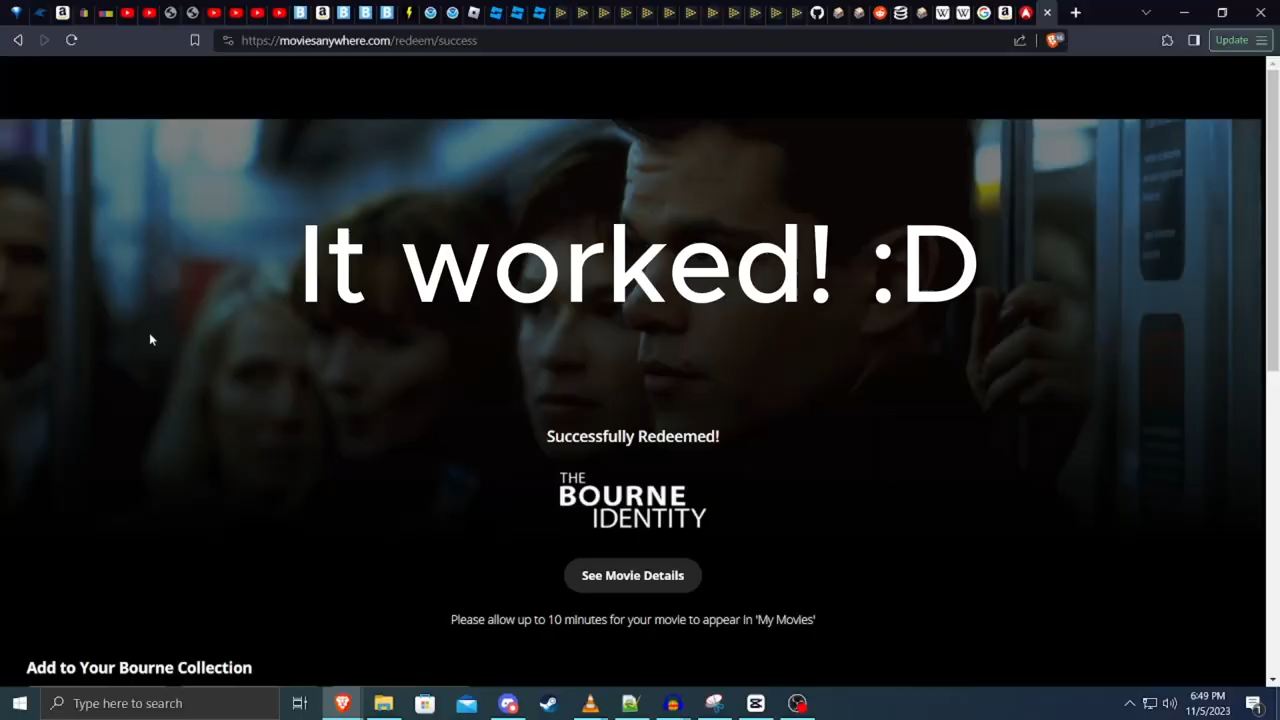 https://moviesanywhere.com/redeem/success
Update
It worked! :D
Successfully Redeemed!
THE
BOURNE
IDENTITY
See Movie Details
Please allow up to 10 minutes for your movie to appear in 'My Movies'
Add to Your Bourne Collection
Type here to search
6:49 PM
11/5/2023